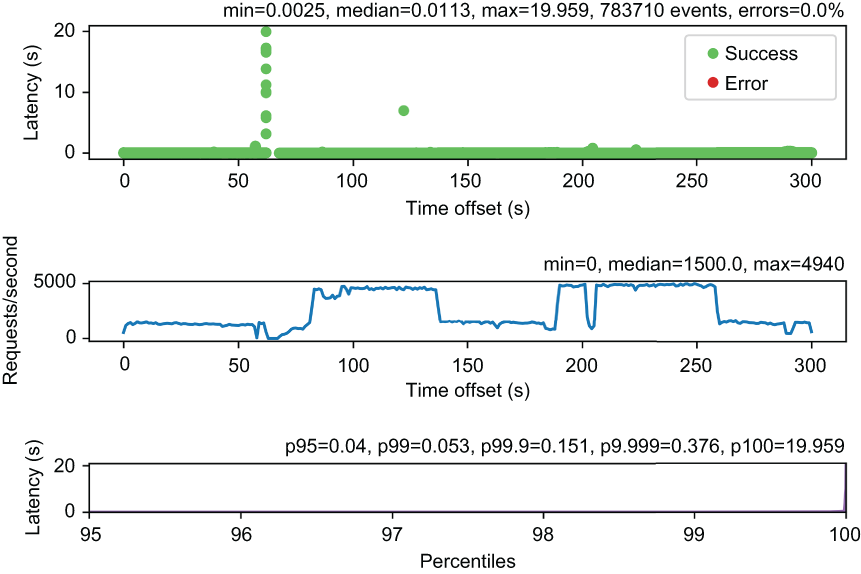 min=0.0025, median=0.0113, max=19.959, 783710 events, errors=0.0%
20
10
0
Latency (s)
Success
Error
0 50 100 150 200 250 300
Time offset (s)
min=0, median=1500.0, max=4940
5000
0
Requests/second
0 50 100 150 200 250 300
Time offset (s)
p95=0.04, p99=0.053, p99.9=0.151, p9.999=0.376, p100=19.959
20
0
Latency (s)
95 96 97 98 99 100
Percentiles